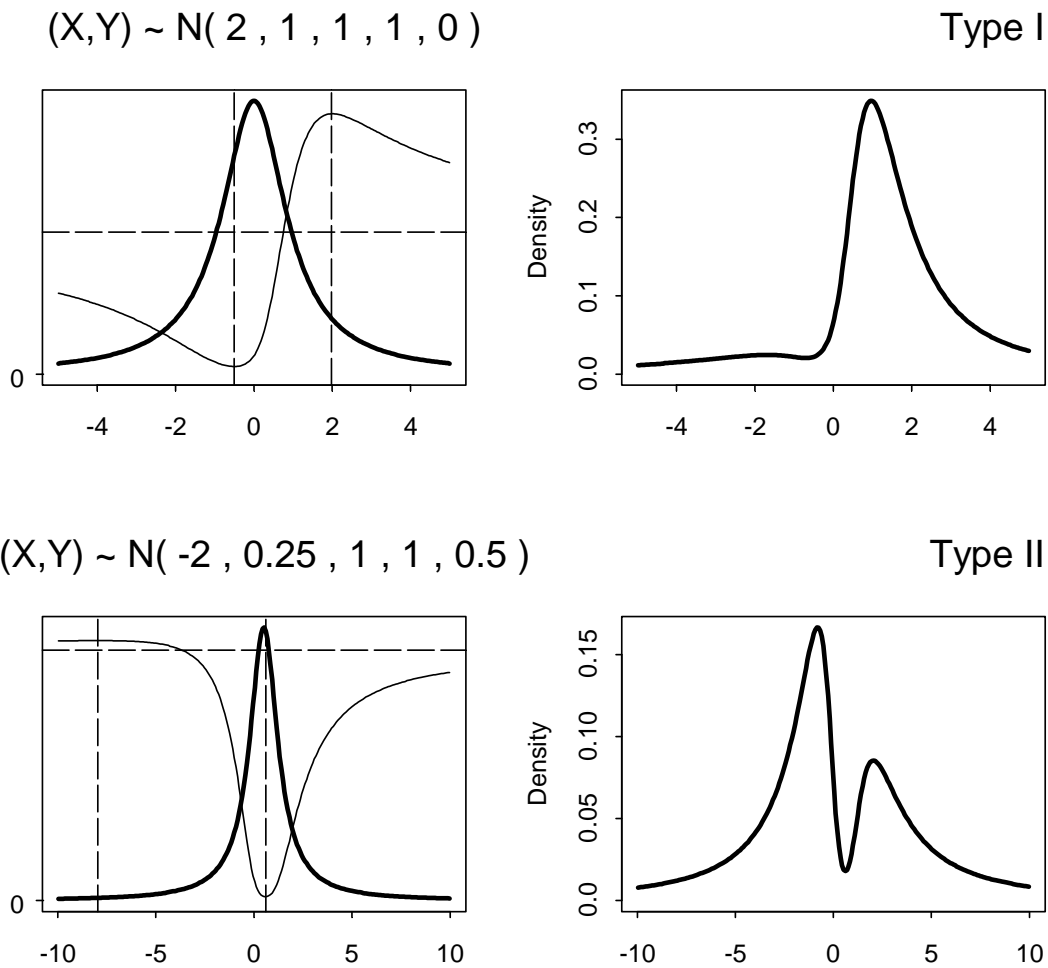 (X,Y) ~ N( 2 , 1 , 1 , 1 , 0 )
Type I
0
-4 -2 0 2 4
Density
0.0 0.1 0.2 0.3
-4 -2 0 2 4
(X,Y) ~ N( -2 , 0.25 , 1 , 1 , 0.5 )
Type II
0
-10 -5 0 5 10
Density
0.0 0.05 0.10 0.15
-10 -5 0 5 10